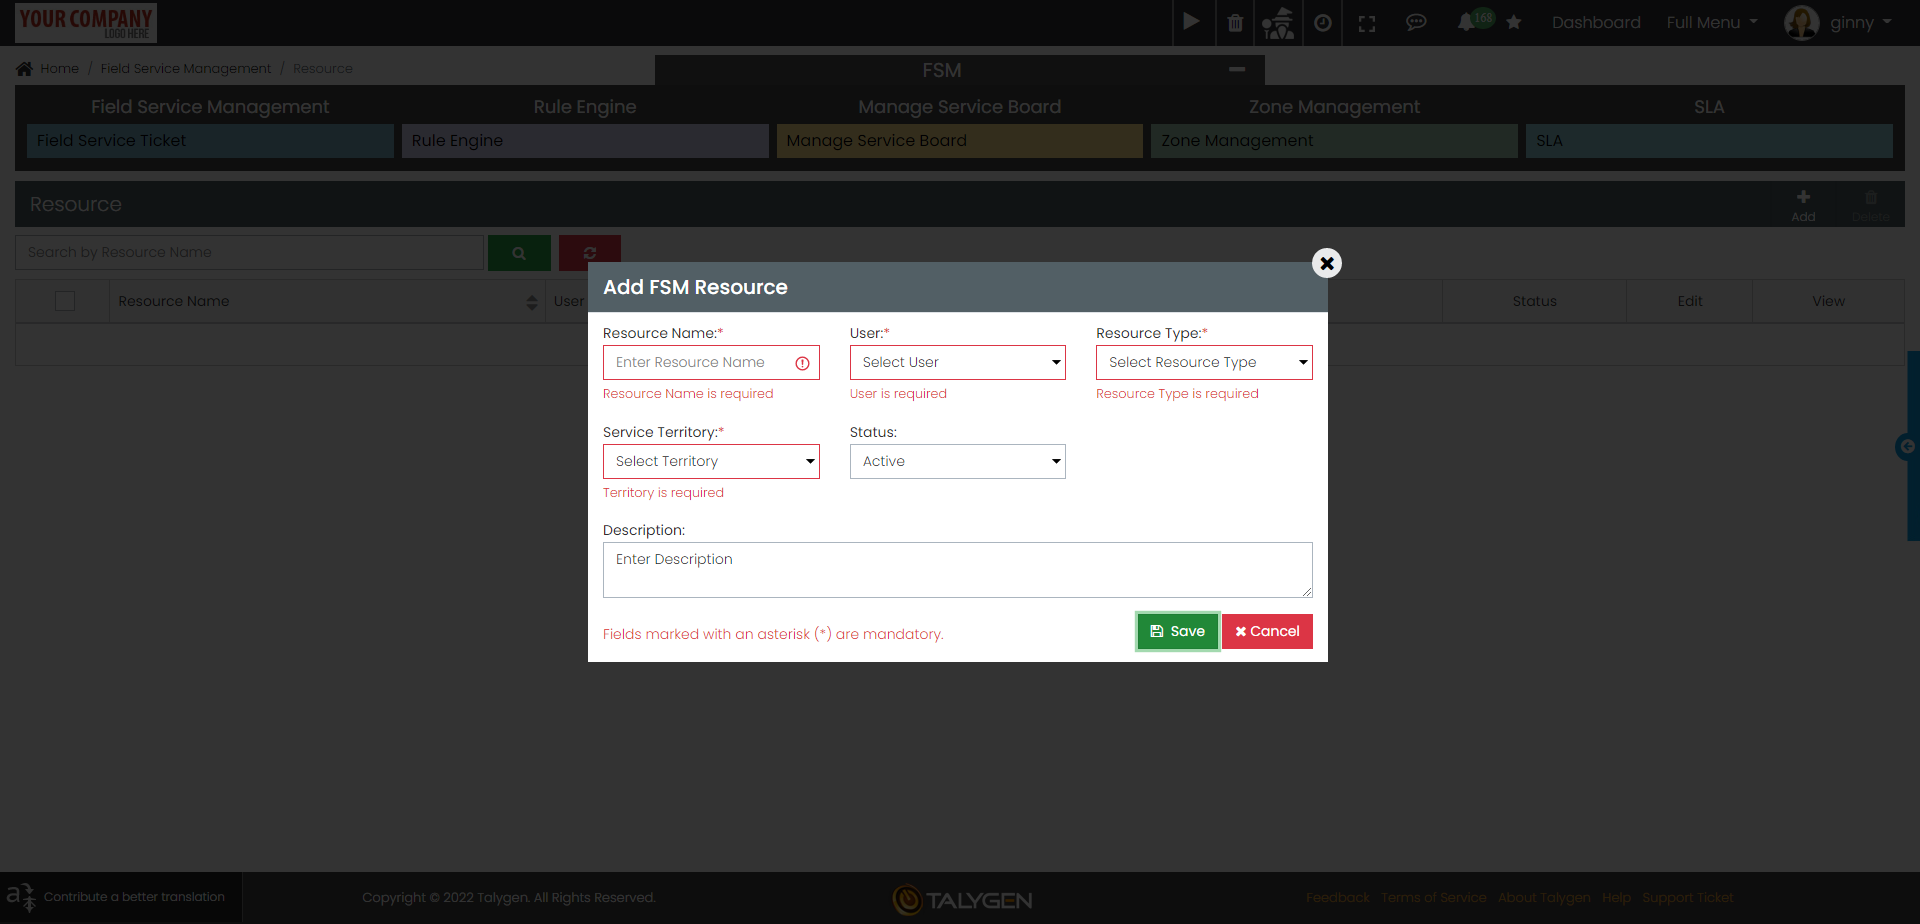 YOUR COMPANY
LOGO HERE
168
Dashboard
Full Menu
ginny
Home / Field Service Management / Resource
FSM
Field Service Management
Rule Engine
Manage Service Board
Zone Management
SLA
Field Service Ticket
Rule Engine
Manage Service Board
Zone Management
SLA
Resource
Add
Delete
Search by Resource Name
Resource Name
User
Status
Edit
View
Add FSM Resource
Resource Name:*
User:*
Resource Type:*
Enter Resource Name
Select User
Select Resource Type
Resource Name is required
User is required
Resource Type is required
Service Territory:*
Status:
Select Territory
Active
Territory is required
Description:
Enter Description
Fields marked with an asterisk (*) are mandatory.
Save
Cancel
Contribute a better translation
Copyright © 2022 Talygen. All Rights Reserved.
TALYGEN
Feedback
Terms of Service
About Talygen
Help
Support Ticket